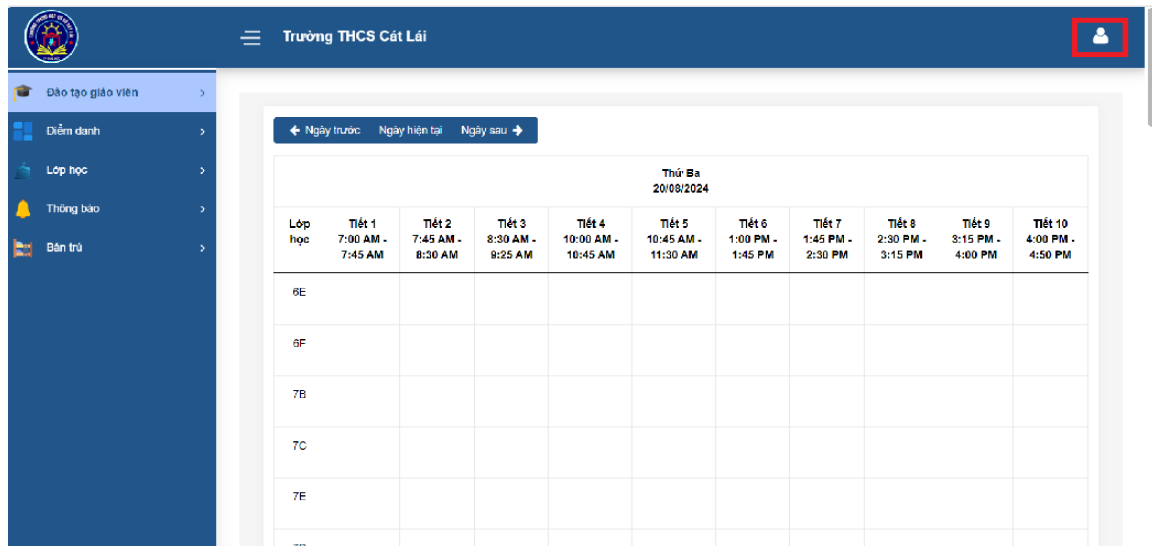 Trường THCS Cát Lái
Đào tạo giáo viên
Điểm danh
Lớp học
Thông báo
Bán trú
Ngày trước Ngày hiện tại Ngày sau
Thứ Ba
20/08/2024
Lớp học Tiết 1 Tiết 2 Tiết 3 Tiết 4 Tiết 5 Tiết 6 Tiết 7 Tiết 8 Tiết 9 Tiết 10
7:00 AM - 7:45 AM - 8:30 AM - 10:00 AM - 10:45 AM - 1:00 PM - 1:45 PM - 2:30 PM - 3:15 PM - 4:00 PM -
7:45 AM 8:30 AM 9:25 AM 10:45 AM 11:30 AM 1:45 PM 2:30 PM 3:15 PM 4:00 PM 4:50 PM
6E
6F
7B
7C
7E